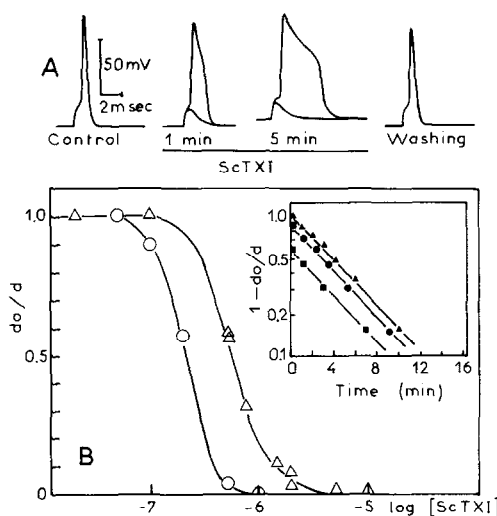 A
50mV
2msec
Control
1 min
5 min
Washing
ScTXI
B
do/d
1,0
0.5
0
-7
-6
-5
log [ScTXI]
1-do/d
1,0
0.5
0,2
0.1
0
4
8
12
16
Time (min)